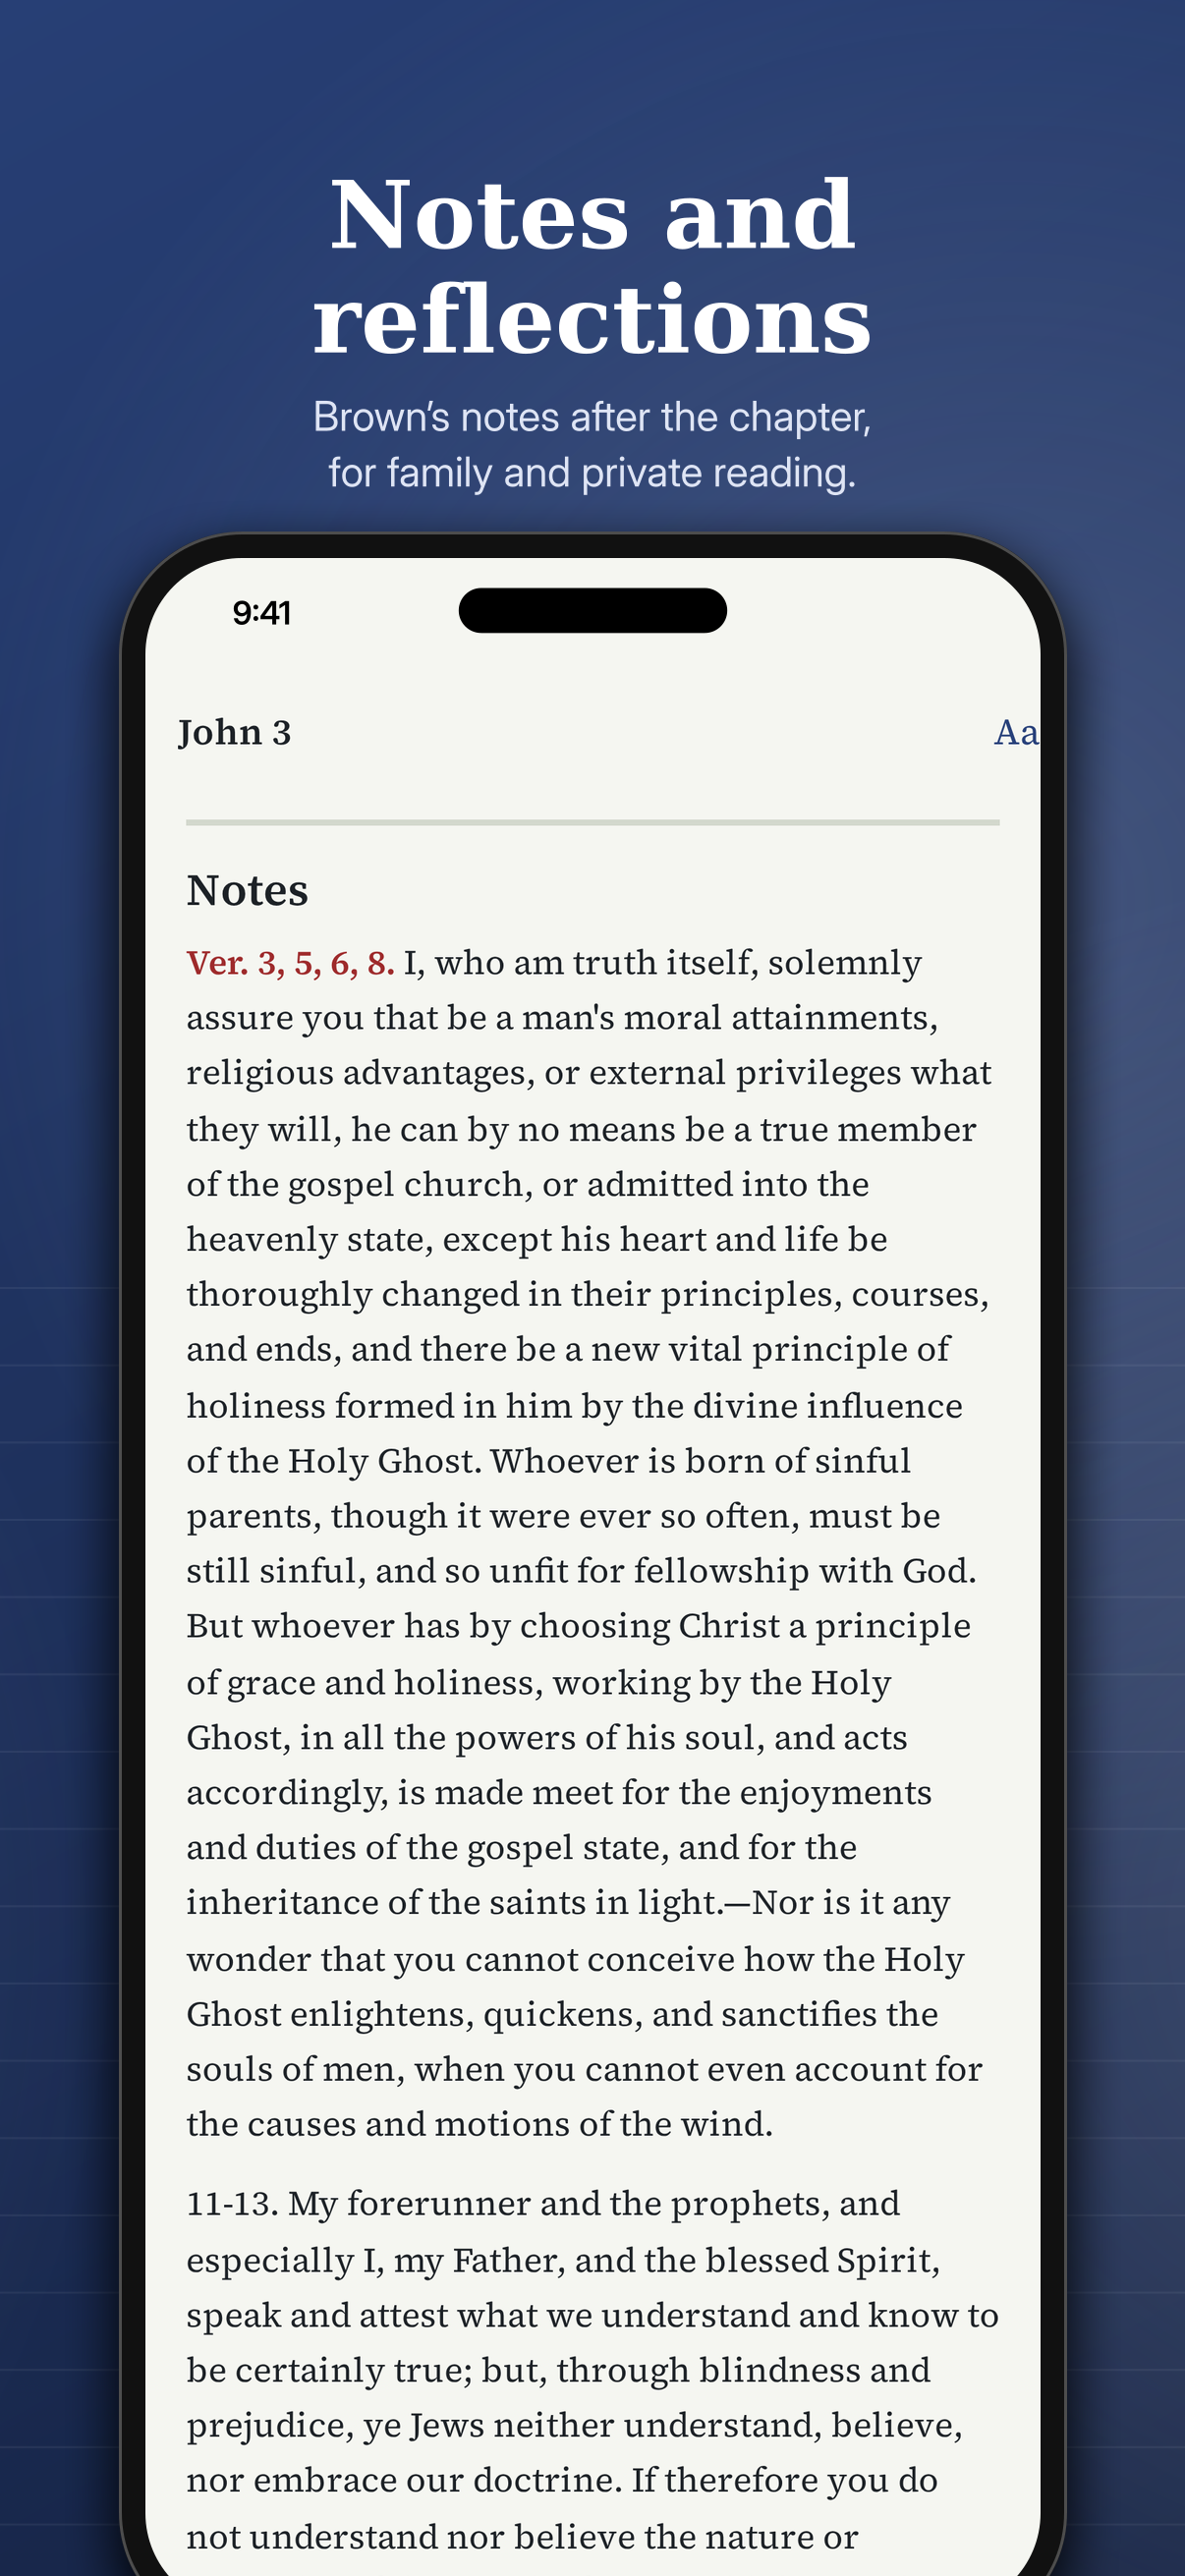 Notes and
reflections
Brown’s notes after the chapter,
for family and private reading.
9:41
John 3
Aa
Notes
Ver. 3, 5, 6, 8. I, who am truth itself, solemnly
assure you that be a man's moral attainments,
religious advantages, or external privileges what
they will, he can by no means be a true member
of the gospel church, or admitted into the
heavenly state, except his heart and life be
thoroughly changed in their principles, courses,
and ends, and there be a new vital principle of
holiness formed in him by the divine influence
of the Holy Ghost. Whoever is born of sinful
parents, though it were ever so often, must be
still sinful, and so unfit for fellowship with God.
But whoever has by choosing Christ a principle
of grace and holiness, working by the Holy
Ghost, in all the powers of his soul, and acts
accordingly, is made meet for the enjoyments
and duties of the gospel state, and for the
inheritance of the saints in light.—Nor is it any
wonder that you cannot conceive how the Holy
Ghost enlightens, quickens, and sanctifies the
souls of men, when you cannot even account for
the causes and motions of the wind.
11-13. My forerunner and the prophets, and
especially I, my Father, and the blessed Spirit,
speak and attest what we understand and know to
be certainly true; but, through blindness and
prejudice, ye Jews neither understand, believe,
nor embrace our doctrine. If therefore you do
not understand nor believe the nature or